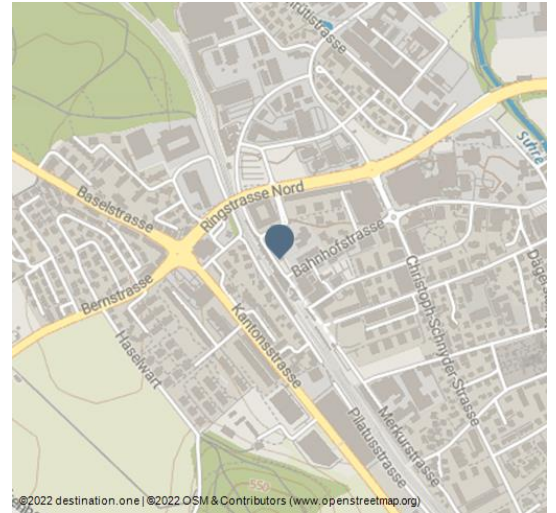 Suhre
Ringstrasse Nord
Baselstrasse
Bahnhofstrasse
Bernstrasse
Christoph-Schnyder-Strasse
Kantonsstrasse
Haselwart
Merkurstrasse
Pilatusstrasse
550
©2022 destination.one | ©2022 OSM & Contributors (www.openstreetmap.org)